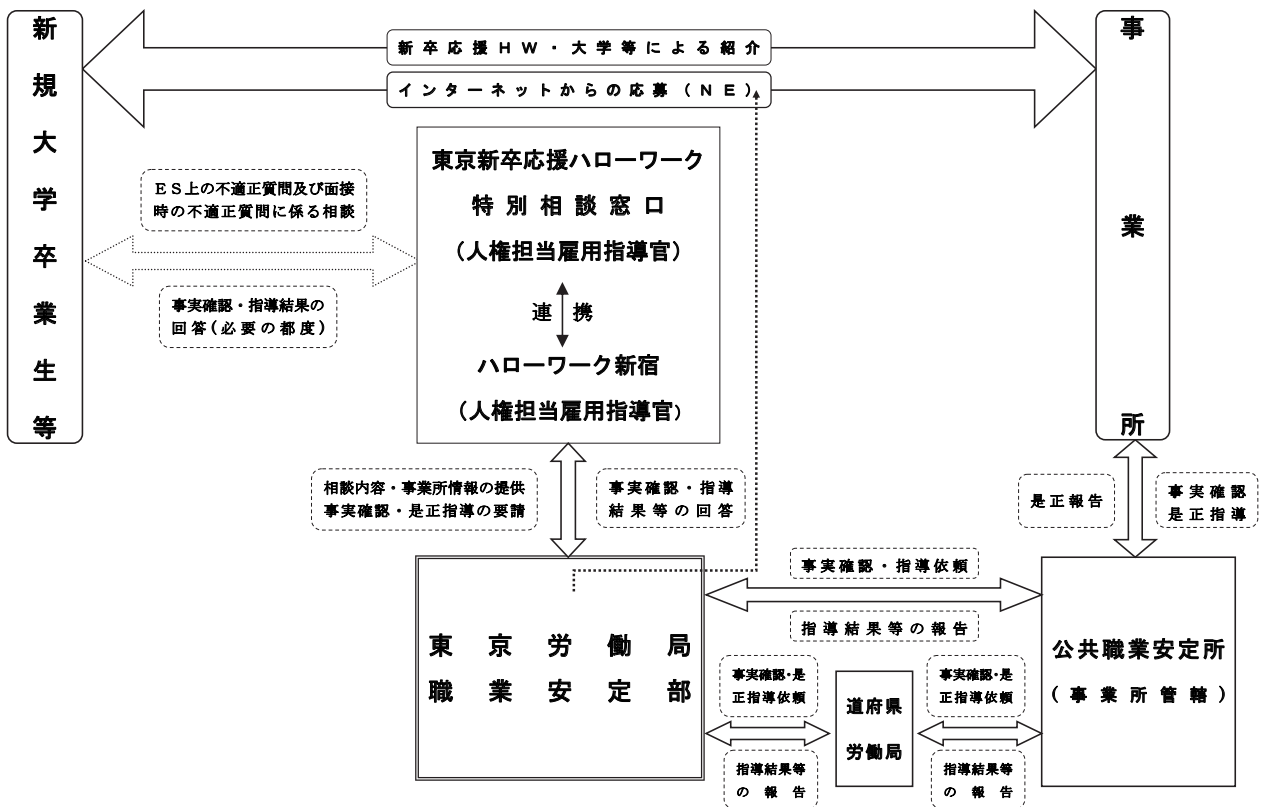 新規大学卒業生等
新卒応援HW・大学等による紹介
インターネットからの応募(NE)
事業所
東京新卒応援ハローワーク
特別相談窓口
(人権担当雇用指導官)
連携
ハローワーク新宿
(人権担当雇用指導官)
ES上の不適正質問及び面接
時の不適正質問に係る相談
事実確認・指導結果の
回答(必要の都度)
相談内容・事業所情報の提供
事実確認・是正指導の要請
事実確認・指導
結果等の回答
是正報告
事実確認
是正指導
東京労働局
職業安定部
事実確認・指導依頼
指導結果等の報告
事実確認・是
正指導依頼
道府県
労働局
指導結果等
の報告
事実確認・是
正指導依頼
指導結果等
の報告
公共職業安定所
(事業所管轄)